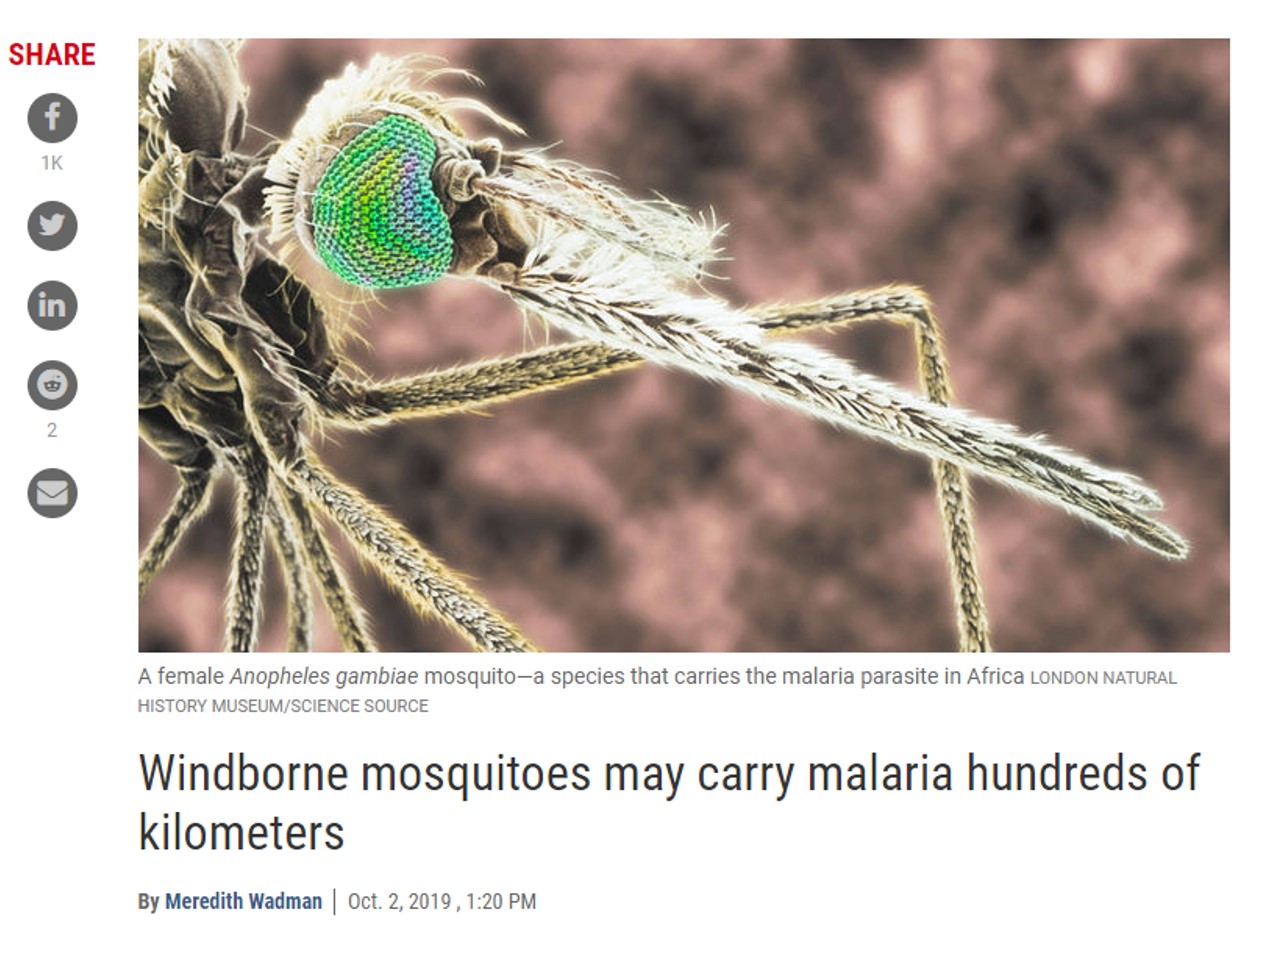 SHARE
1K
in
2
A female Anopheles gambiae mosquito—a species that carries the malaria parasite in Africa LONDON NATURAL
HISTORY MUSEUM/SCIENCE SOURCE
Windborne mosquitoes may carry malaria hundreds of
kilometers
By Meredith Wadman | Oct. 2, 2019 , 1:20 PM